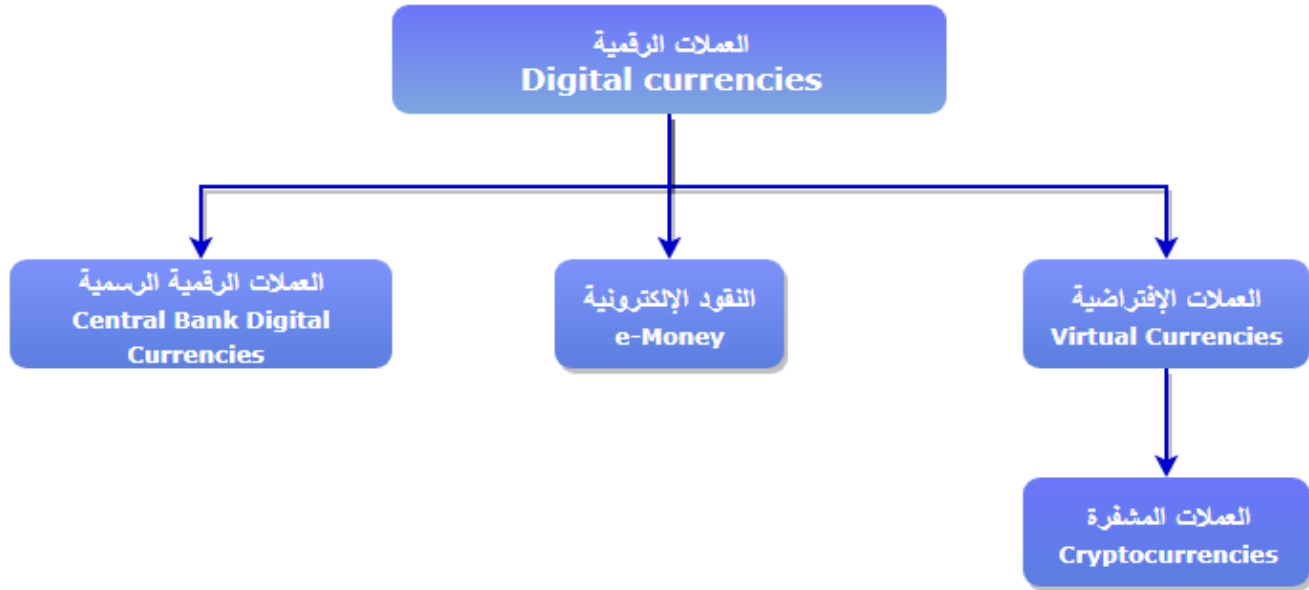 العملات الرقمية
Digital currencies
العملات الرقمية الرسمية
Central Bank Digital
Currencies
النقود الإلكترونية
e-Money
العملات الإفتراضية
Virtual Currencies
العملات المشفرة
Cryptocurrencies